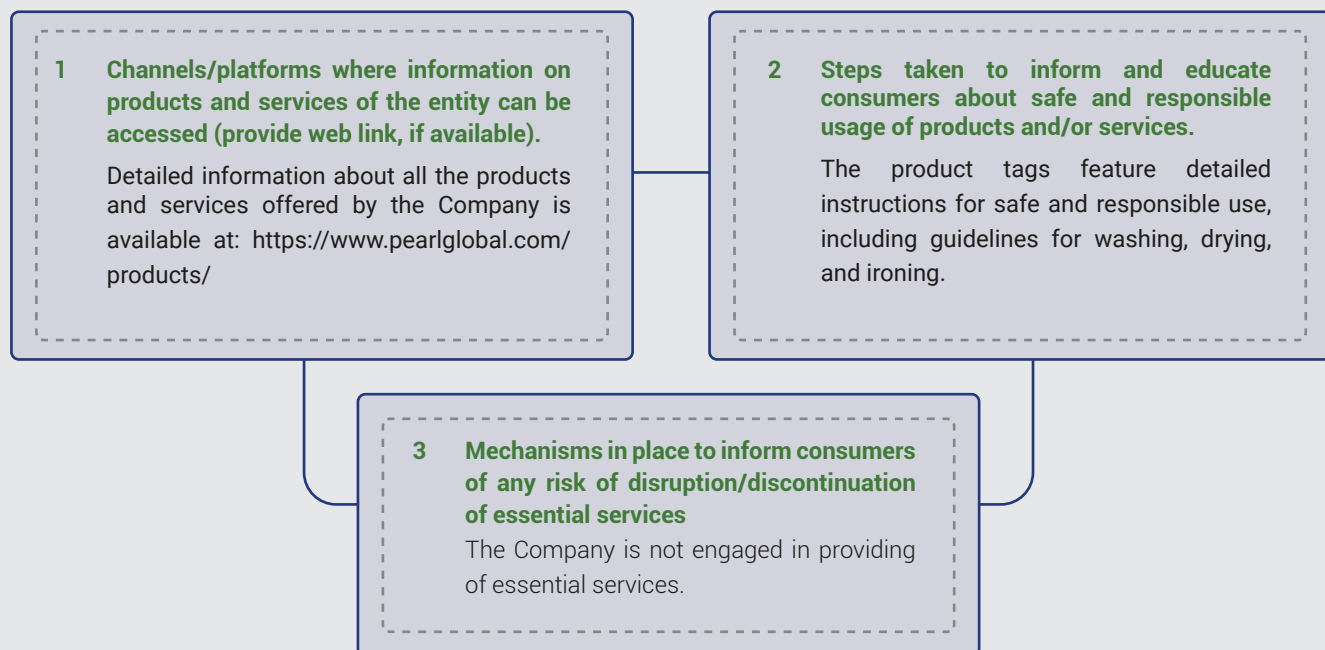 1 Channels/platforms where information on
products and services of the entity can be
accessed (provide web link, if available).
Detailed information about all the products
and services offered by the Company is
available at: https://www.pearlglobal.com/
products/
2 Steps taken to inform and educate
consumers about safe and responsible
usage of products and/or services.
The product tags feature detailed
instructions for safe and responsible use,
including guidelines for washing, drying,
and ironing.
3 Mechanisms in place to inform consumers
of any risk of disruption/discontinuation
of essential services
The Company is not engaged in providing
of essential services.